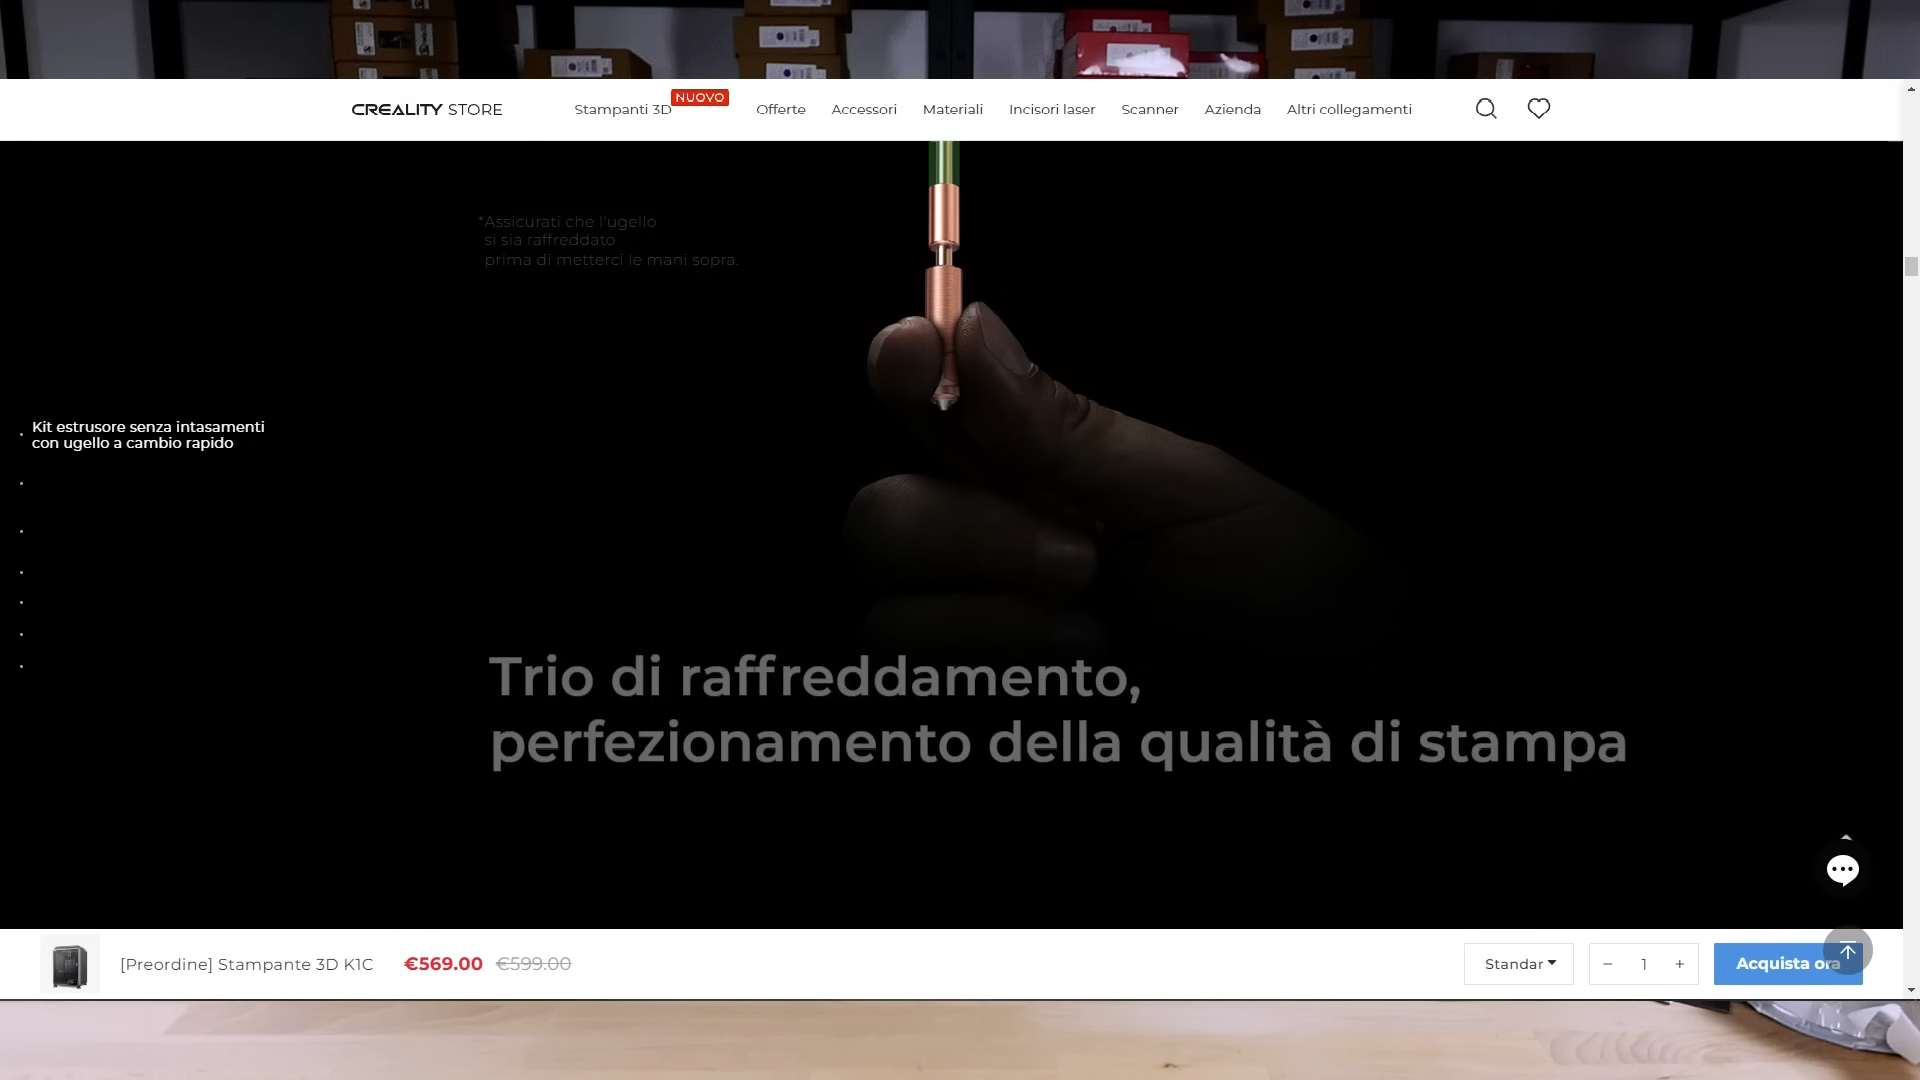 CREALITY STORE
Stampanti 3D
NUOVO
Offerte
Accessori
Materiali
Incisori laser
Scanner
Azienda
Altri collegamenti
*Assicurati che l'ugello
si sia raffreddato
prima di metterci le mani sopra.
Kit estrusore senza intasamenti
con ugello a cambio rapido
Trio di raffreddamento,
perfezionamento della qualità di stampa
[Preordine] Stampante 3D K1C
€569.00
€599.00
Standar
− 1 +
Acquista ora